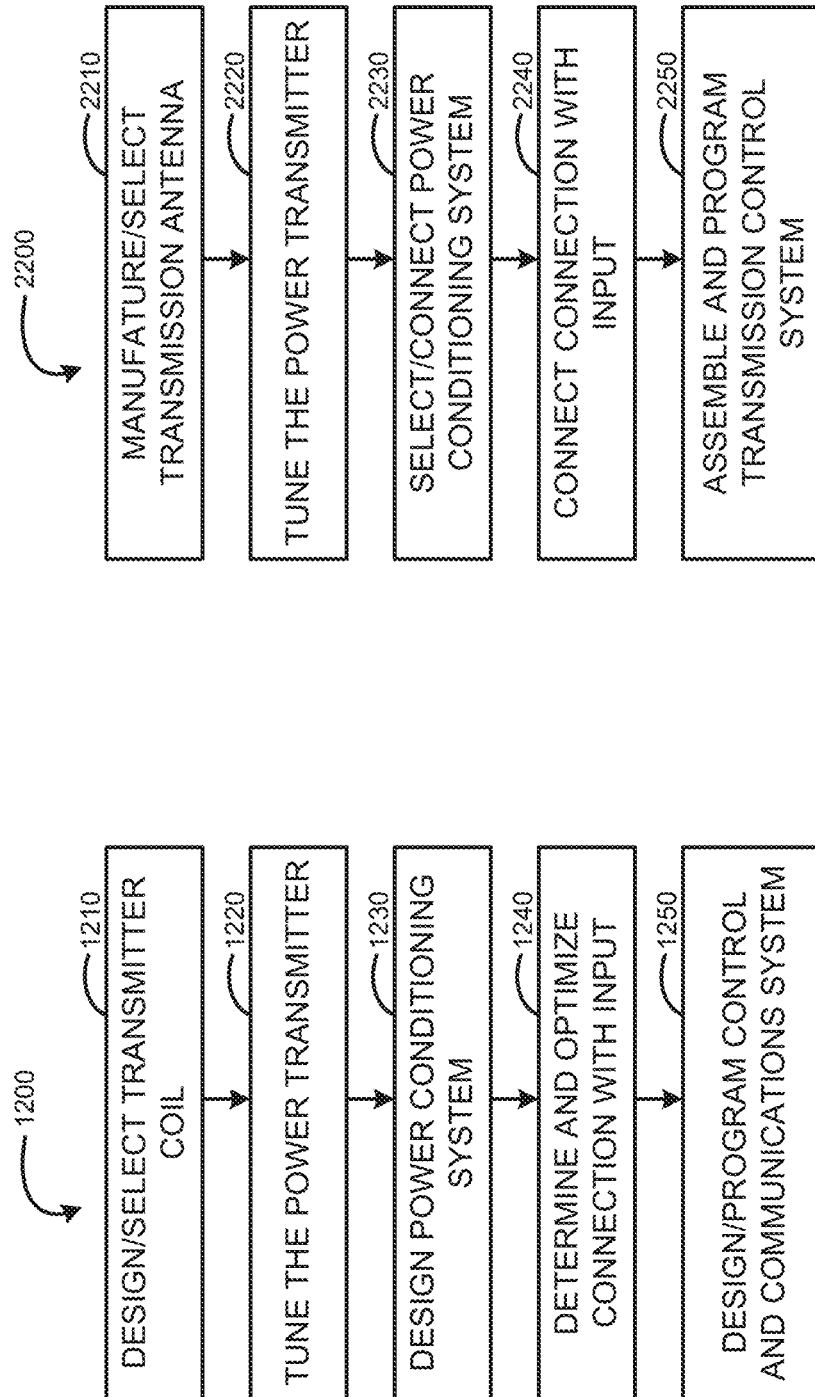 1200
DESIGN/SELECT TRANSMITTER
COIL
1210
TUNE THE POWER TRANSMITTER
1220
DESIGN POWER CONDITIONING
SYSTEM
1230
DETERMINE AND OPTIMIZE
CONNECTION WITH INPUT
1240
DESIGN/PROGRAM CONTROL
AND COMMUNICATIONS SYSTEM
1250
2200
MANUFATURE/SELECT
TRANSMISSION ANTENNA
2210
TUNE THE POWER TRANSMITTER
2220
SELECT/CONNECT POWER
CONDITIONING SYSTEM
2230
CONNECT CONNECTION WITH
INPUT
2240
ASSEMBLE AND PROGRAM
TRANSMISSION CONTROL
SYSTEM
2250